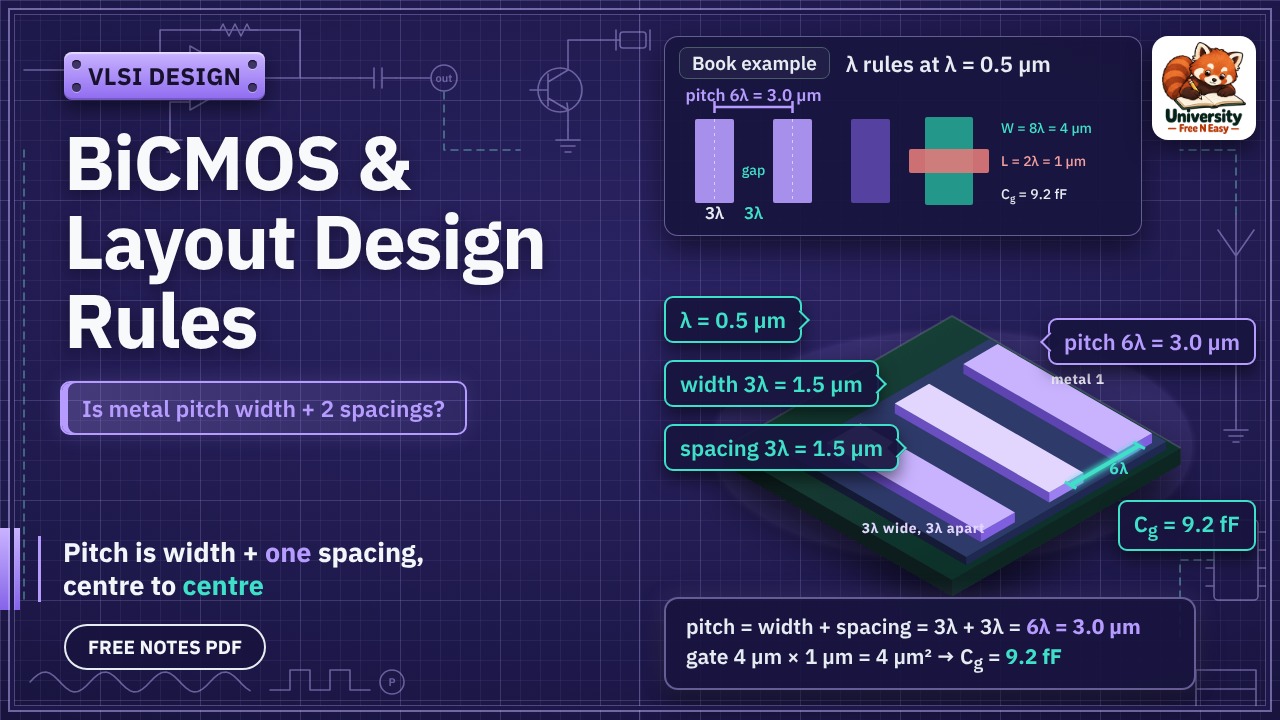 VLSI DESIGN
BiCMOS &
Layout Design
Rules
Is metal pitch width + 2 spacings?
Pitch is width + one spacing,
centre to centre
FREE NOTES PDF
out
P
Book example
λ rules at λ = 0.5 µm
pitch 6λ = 3.0 µm
gap
3λ
3λ
W = 8λ = 4 µm
L = 2λ = 1 µm
Cg = 9.2 fF
University
Free N Easy
λ = 0.5 µm
width 3λ = 1.5 µm
spacing 3λ = 1.5 µm
pitch 6λ = 3.0 µm
metal 1
6λ
3λ wide, 3λ apart
Cg = 9.2 fF
pitch = width + spacing = 3λ + 3λ = 6λ = 3.0 µm
gate 4 µm × 1 µm = 4 µm² → Cg = 9.2 fF